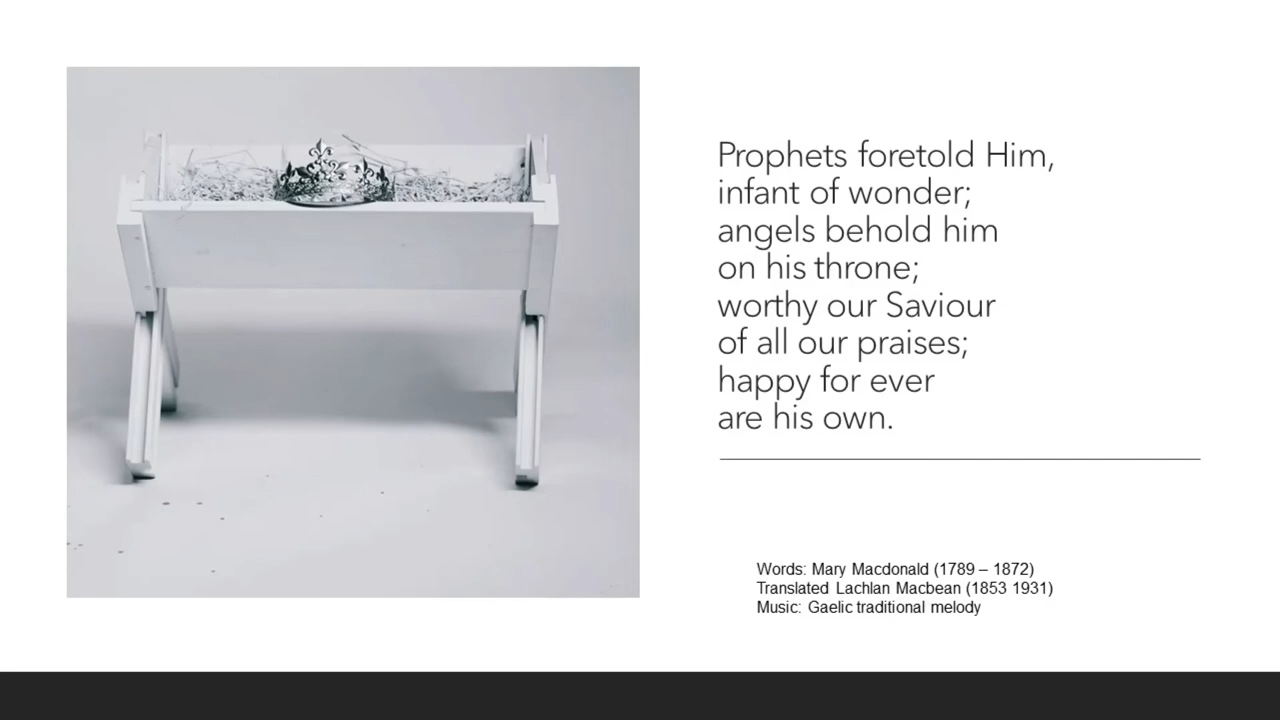 Prophets foretold Him,
infant of wonder;
angels behold him
on his throne;
worthy our Saviour
of all our praises;
happy for ever
are his own.
Words: Mary Macdonald (1789 – 1872)
Translated Lachlan Macbean (1853 1931)
Music: Gaelic traditional melody